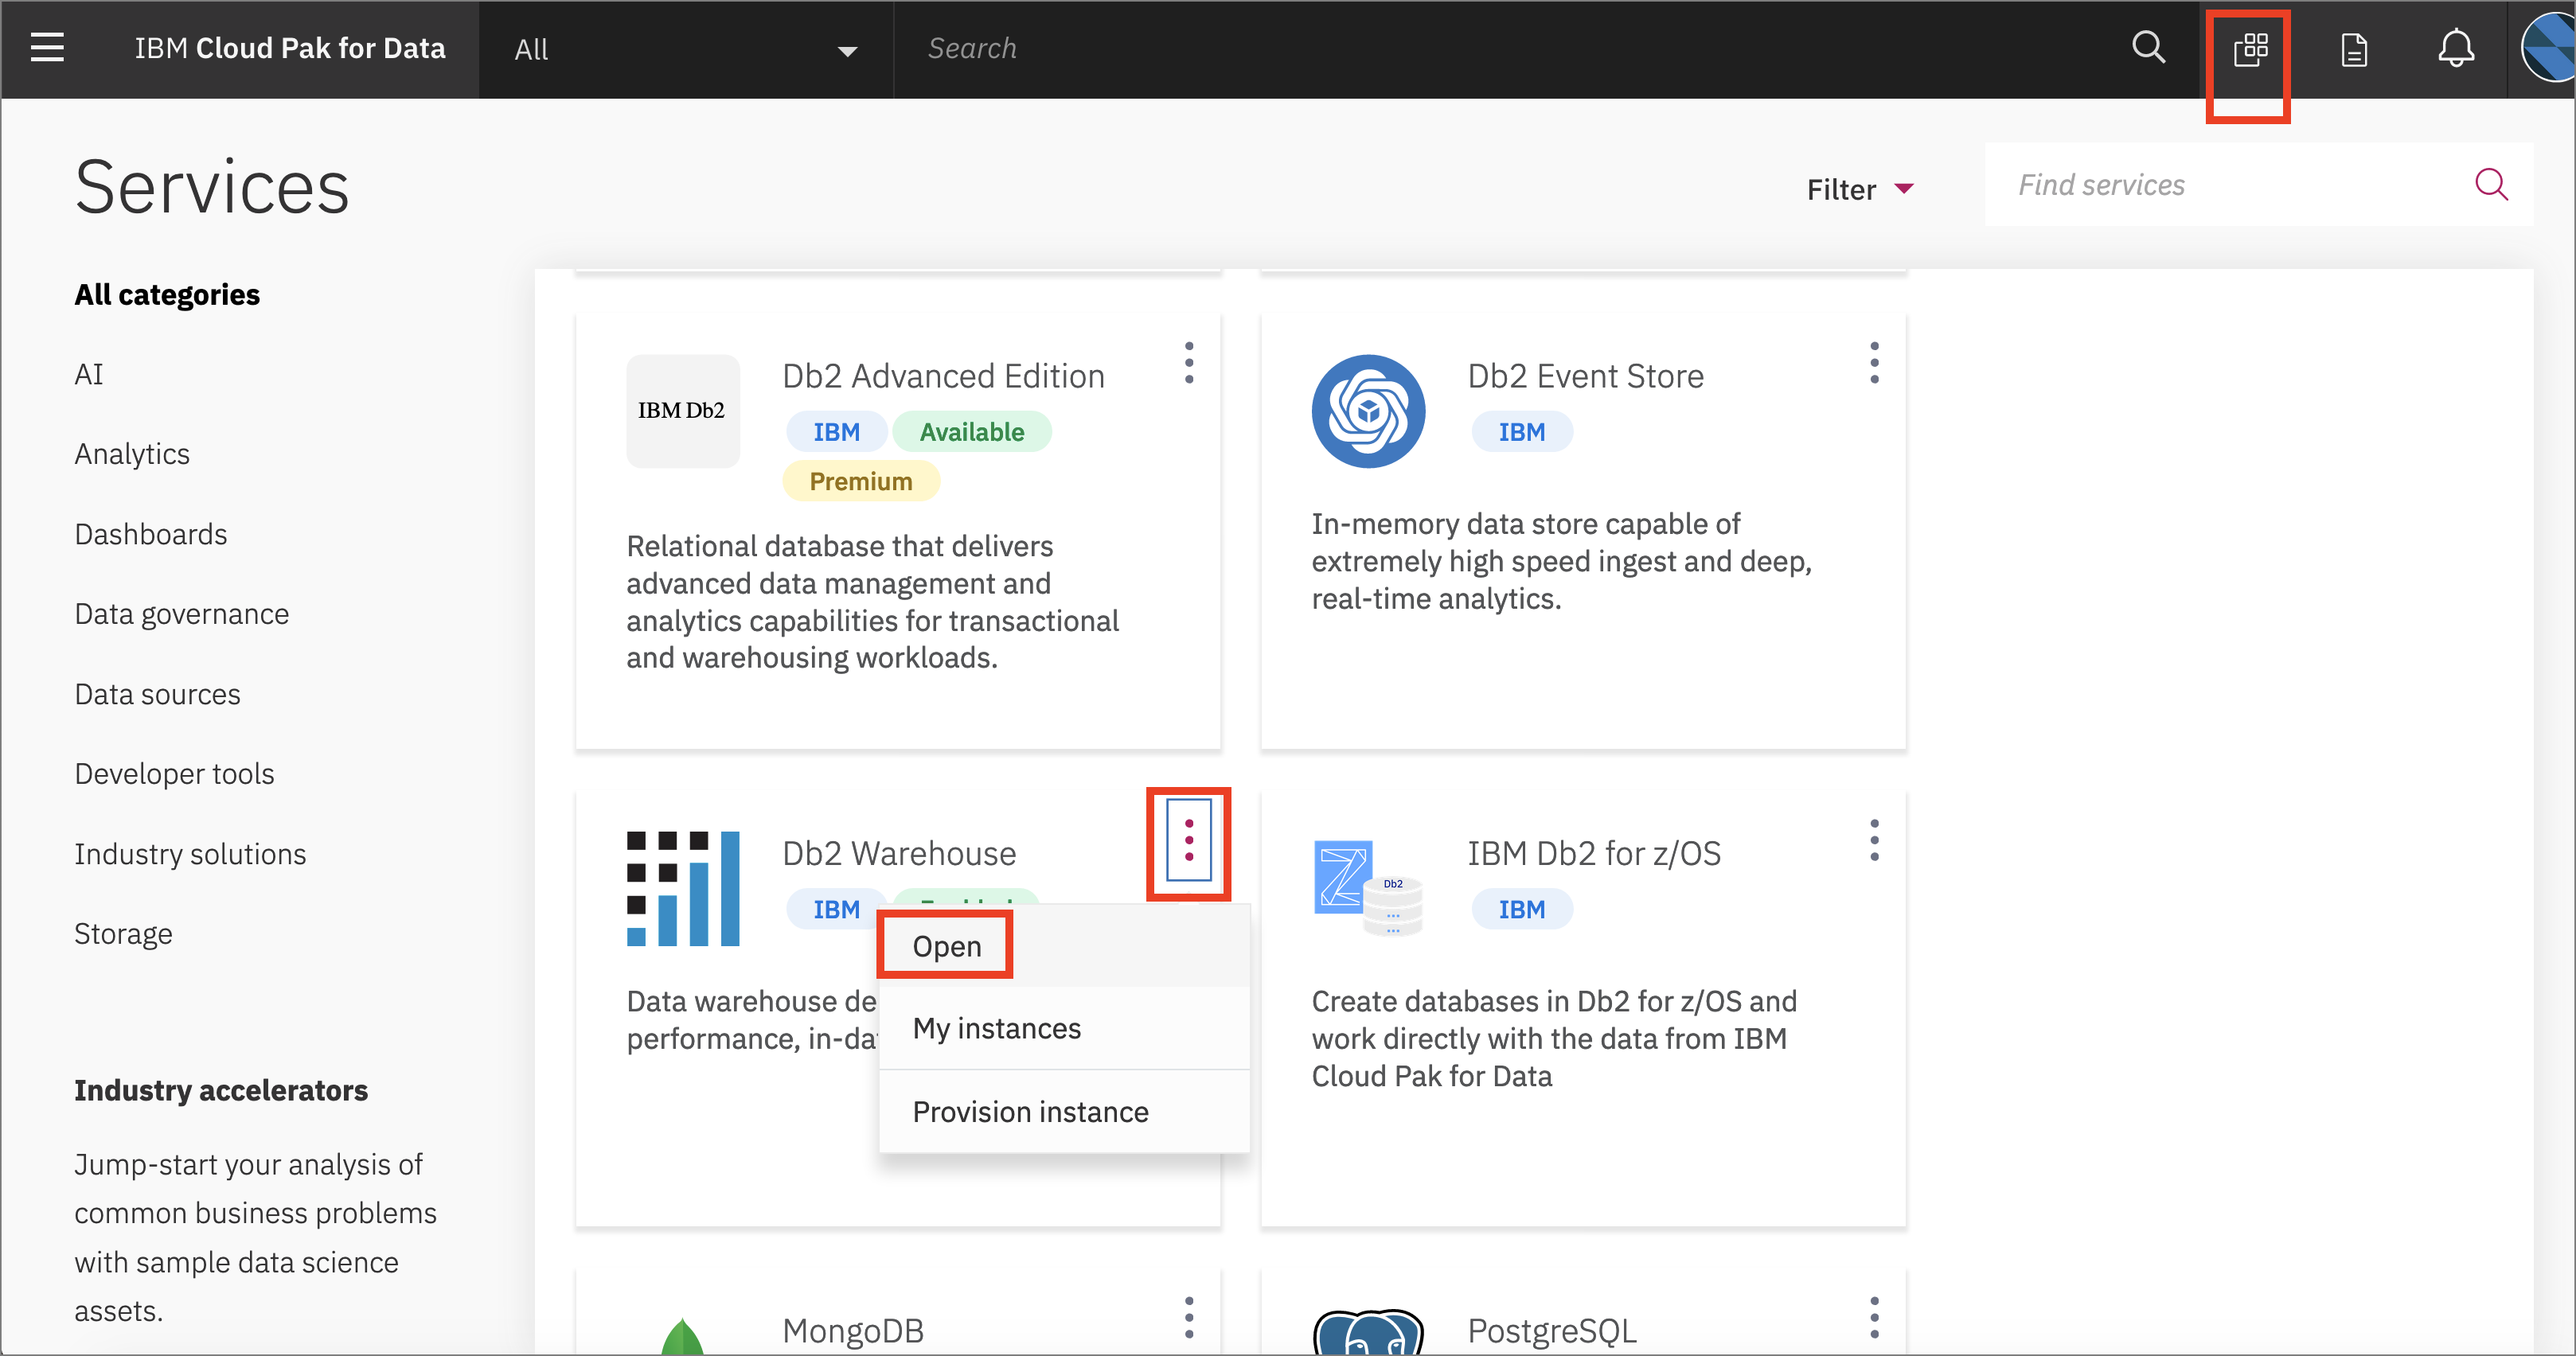 IBM Cloud Pak for Data
All
Search
Services
Filter
Find services
All categories
AI
Analytics
Dashboards
Data governance
Data sources
Developer tools
Industry solutions
Storage
Industry accelerators
Jump-start your analysis of
common business problems
with sample data science
assets.
IBM Db2
Db2 Advanced Edition
IBM
Available
Premium
Relational database that delivers
advanced data management and
analytics capabilities for transactional
and warehousing workloads.
Db2 Event Store
IBM
In-memory data store capable of
extremely high speed ingest and deep,
real-time analytics.
Db2 Warehouse
IBM
Data warehouse de
performance, in-da
Open
My instances
Provision instance
Z
Db2
IBM Db2 for z/OS
IBM
Create databases in Db2 for z/OS and
work directly with the data from IBM
Cloud Pak for Data
MongoDB
PostgreSQL